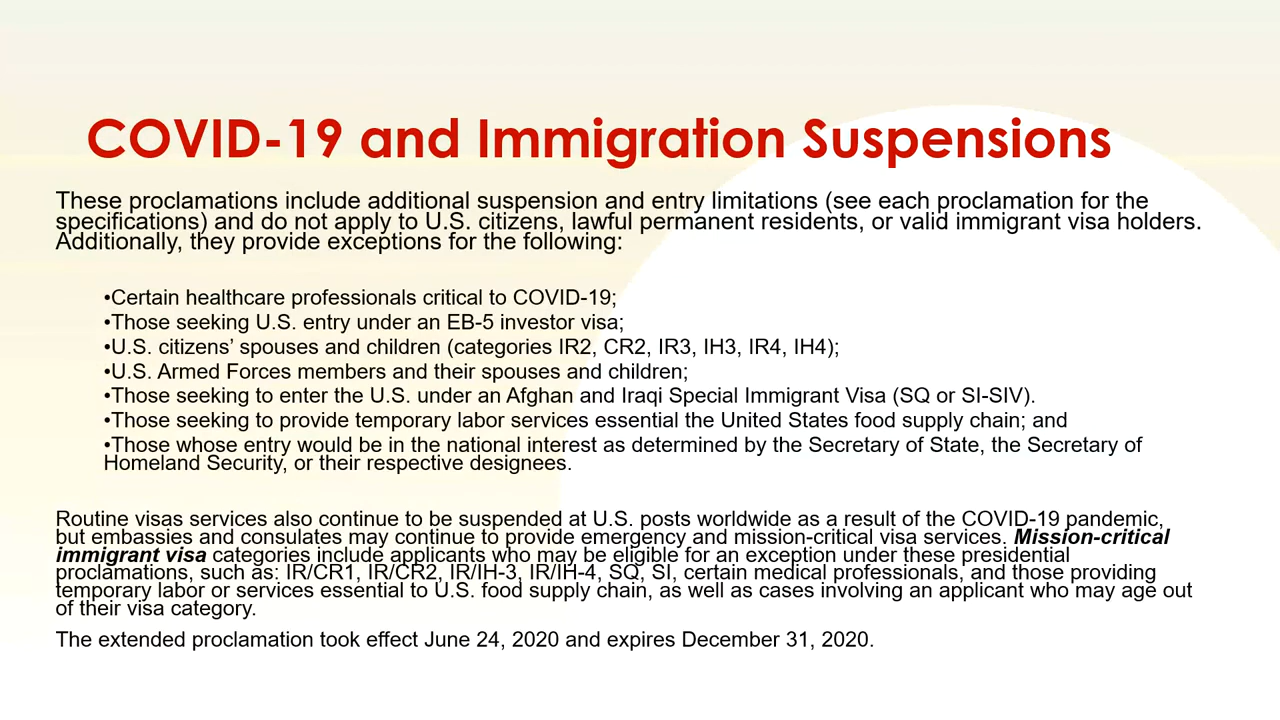 COVID-19 and Immigration Suspensions
These proclamations include additional suspension and entry limitations (see each proclamation for the
specifications) and do not apply to U.S. citizens, lawful permanent residents, or valid immigrant visa holders.
Additionally, they provide exceptions for the following:
•Certain healthcare professionals critical to COVID-19;
•Those seeking U.S. entry under an EB-5 investor visa;
•U.S. citizens’ spouses and children (categories IR2, CR2, IR3, IH3, IR4, IH4);
•U.S. Armed Forces members and their spouses and children;
•Those seeking to enter the U.S. under an Afghan and Iraqi Special Immigrant Visa (SQ or SI-SIV).
•Those seeking to provide temporary labor services essential the United States food supply chain; and
•Those whose entry would be in the national interest as determined by the Secretary of State, the Secretary of
Homeland Security, or their respective designees.
Routine visas services also continue to be suspended at U.S. posts worldwide as a result of the COVID-19 pandemic,
but embassies and consulates may continue to provide emergency and mission-critical visa services. Mission-critical
immigrant visa categories include applicants who may be eligible for an exception under these presidential
proclamations, such as: IR/CR1, IR/CR2, IR/IH-3, IR/IH-4, SQ, SI, certain medical professionals, and those providing
temporary labor or services essential to U.S. food supply chain, as well as cases involving an applicant who may age out
of their visa category.
The extended proclamation took effect June 24, 2020 and expires December 31, 2020.